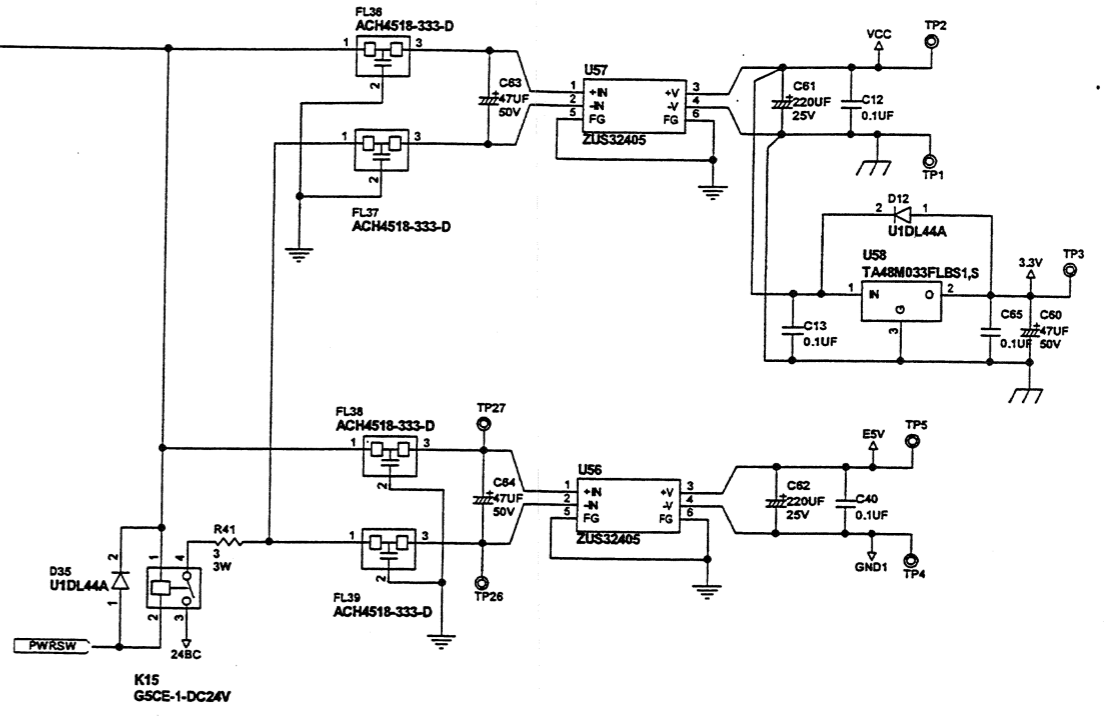 FL36
ACH4518-333-D
1
3
2
C63
47UF
50V
1
3
2
FL37
ACH4518-333-D
U57
1
+IN
+V
3
2
-IN
-V
4
5
FG
FG
6
ZUS32405
VCC
TP2
C61
220UF
25V
C12
0.1UF
TP1
D12
2
1
U1DL44A
U58
TA48M033FLBS1,S
1
IN
O
2
G
3
3.3V
TP3
C13
0.1UF
C65
0.1UF
C60
47UF
50V
FL38
ACH4518-333-D
1
3
2
TP27
C64
47UF
50V
1
3
2
FL39
ACH4518-333-D
TP26
U56
1
+IN
+V
3
2
-IN
-V
4
5
FG
FG
6
ZUS32405
E5V
TP5
C62
220UF
25V
C40
0.1UF
GND1
TP4
R41
3
3W
D35
U1DL44A
2
1
1
4
2
3
24BC
PWRSW
K15
G5CE-1-DC24V